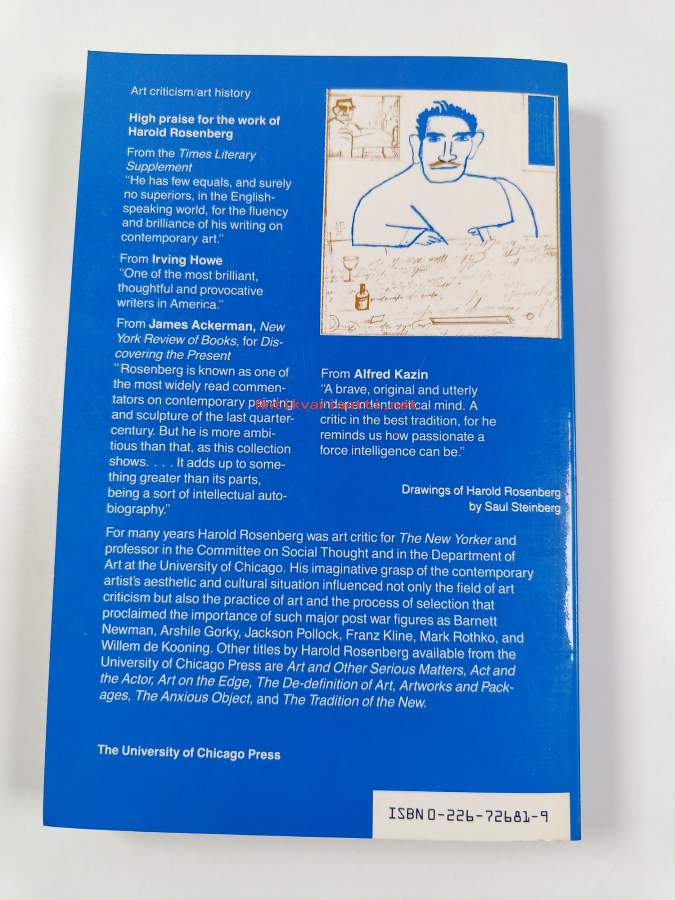 Art criticism/art history
High praise for the work of
Harold Rosenberg
From the Times Literary
Supplement
"He has few equals, and surely
no superiors, in the English-
speaking world, for the fluency
and brilliance of his writing on
contemporary art."
From Irving Howe
"One of the most brilliant,
thoughtful and provocative
writers in America."
From James Ackerman, New
York Review of Books, for Dis-
covering the Present
"Rosenberg is known as one of
the most widely read commen-
tators on contemporary painting
and sculpture of the last quarter-
century. But he is more ambi-
tious than that, as this collection
shows. . . . It adds up to some-
thing greater than its parts,
being a sort of intellectual auto-
biography."
From Alfred Kazin
"A brave, original and utterly
independent critical mind. A
critic in the best tradition, for he
reminds us how passionate a
force intelligence can be."
Drawings of Harold Rosenberg
by Saul Steinberg
For many years Harold Rosenberg was art critic for The New Yorker and
professor in the Committee on Social Thought and in the Department of
Art at the University of Chicago. His imaginative grasp of the contemporary
artist's aesthetic and cultural situation influenced not only the field of art
criticism but also the practice of art and the process of selection that
proclaimed the importance of such major post war figures as Barnett
Newman, Arshile Gorky, Jackson Pollock, Franz Kline, Mark Rothko, and
Willem de Kooning. Other titles by Harold Rosenberg available from the
University of Chicago Press are Art and Other Serious Matters, Act and
the Actor, Art on the Edge, The De-definition of Art, Artworks and Pack-
ages, The Anxious Object, and The Tradition of the New.
The University of Chicago Press
ISBN 0-226-72681-9